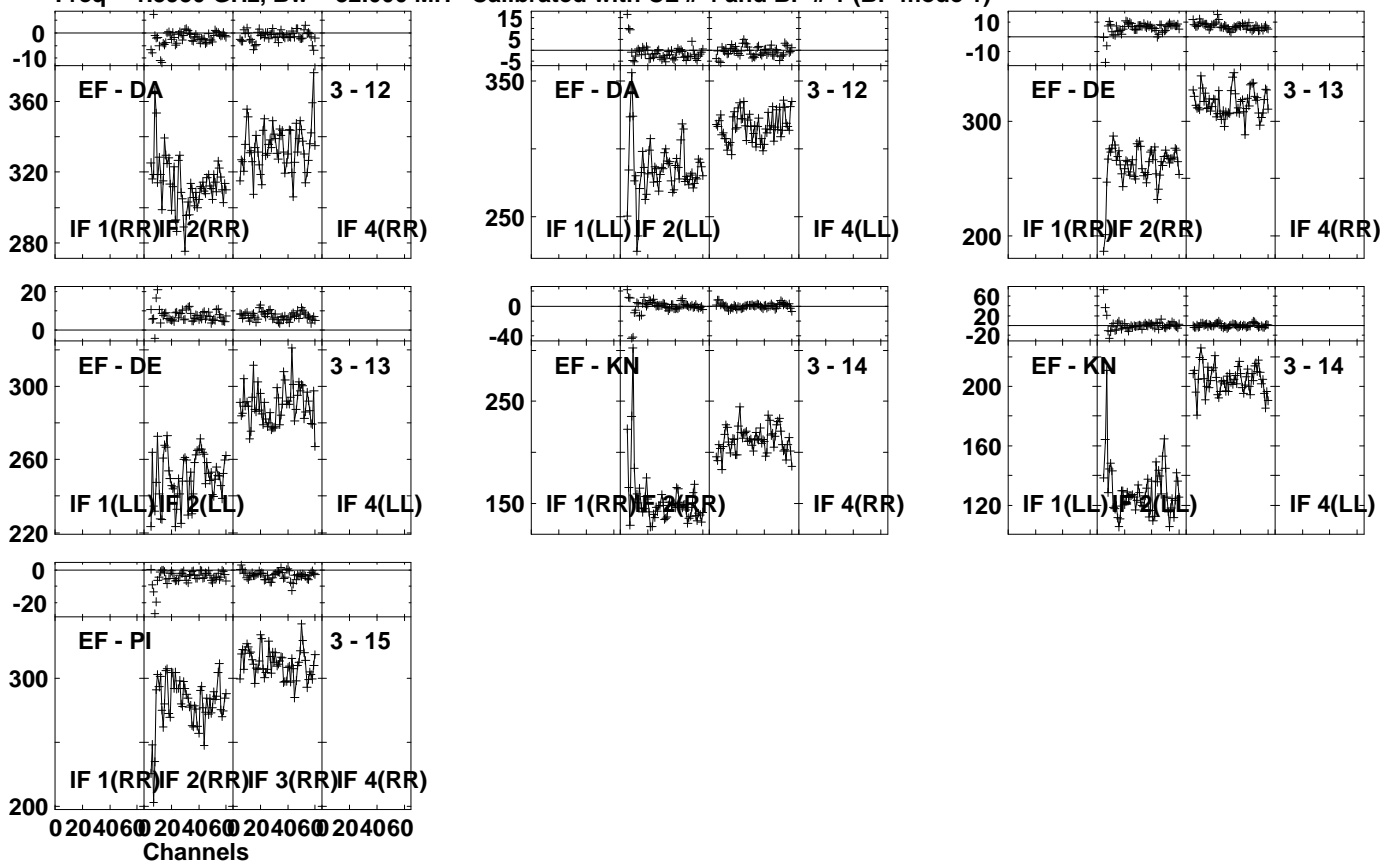 10 15
0 5 10
-10 -5 -10
EF - DA 3 - 12 EF - DA 3 - 12 EF - DE 3 - 13
360 350 300
320
280 250 200
IF 1(RR) IF 2(RR) IF 4(RR) IF 1(LL) IF 2(LL) IF 4(LL) IF 1(RR) IF 2(RR) IF 4(RR)
20 0 60
0 -40 20
-20
EF - DE 3 - 13 EF - KN 3 - 14 EF - KN 3 - 14
300 250 200
260 160
220 150 120
IF 1(LL) IF 2(LL) IF 4(LL) IF 1(RR) IF 2(RR) IF 4(RR) IF 1(LL) IF 2(LL) IF 4(LL)
0
-20
EF - PI 3 - 15
300
200
IF 1(RR) IF 2(RR) IF 3(RR) IF 4(RR)
0 20 40 60 0 20 40 60 0 20 40 60 0 20 40 60
Channels